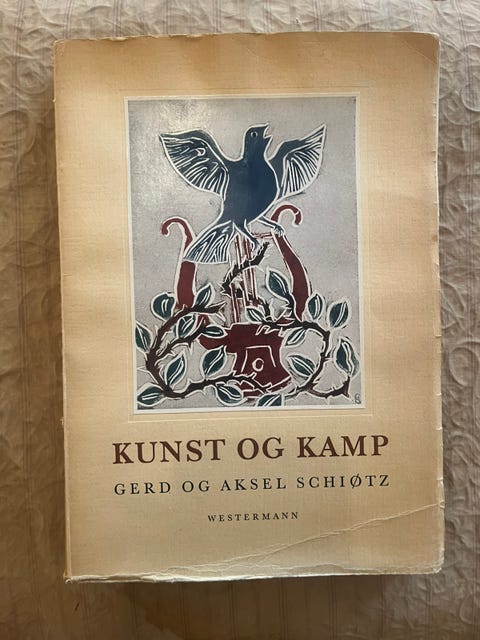 KUNST OG KAMP
GERD OG AKSEL SCHIØTZ
WESTERMANN